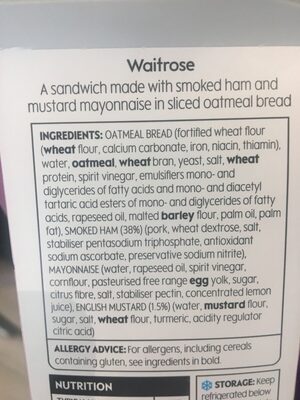 Waitrose
A sandwich made with smoked ham and
mustard mayonnaise in sliced oatmeal bread
INGREDIENTS: OATMEAL BREAD (fortified wheat flour
(wheat flour, calcium carbonate, iron, niacin, thiamin),
water, oatmeal, wheat bran, yeast, salt, wheat
protein, spirit vinegar, emulsifiers mono- and
diglycerides of fatty acids and mono- and diacetyl
tartaric acid esters of mono- and diglycerides of fatty
acids, rapeseed oil, malted barley flour, palm oil, palm
fat), SMOKED HAM (38%) (pork, wheat dextrose, salt,
stabiliser pentasodium triphosphate, antioxidant
sodium ascorbate, preservative sodium nitrite),
MAYONNAISE (water, rapeseed oil, spirit vinegar,
cornflour, pasteurised free range egg yolk, sugar,
citrus fibre, salt, stabiliser pectin, concentrated lemon
juice), ENGLISH MUSTARD (1.5%) (water, mustard flour,
sugar, salt, wheat flour, turmeric, acidity regulator
citric acid)
ALLERGY ADVICE: For allergens, including cereals
containing gluten, see ingredients in bold.
NUTRITION
STORAGE: Keep
refrigerated below